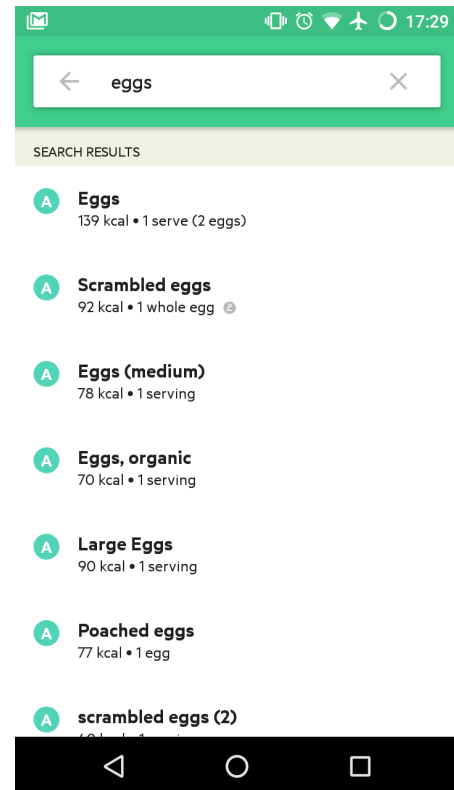 17:29
eggs
SEARCH RESULTS
A
Eggs
139 kcal • 1 serve (2 eggs)
A
Scrambled eggs
92 kcal • 1 whole egg
A
Eggs (medium)
78 kcal • 1 serving
A
Eggs, organic
70 kcal • 1 serving
A
Large Eggs
90 kcal • 1 serving
A
Poached eggs
77 kcal • 1 egg
A
scrambled eggs (2)